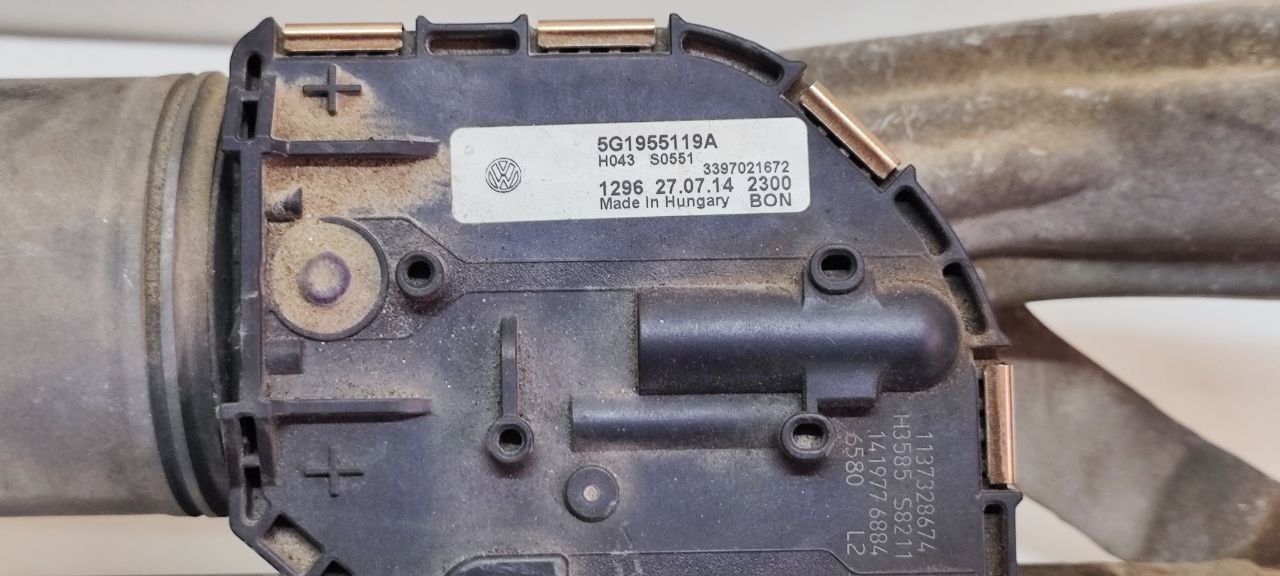 5G1955119A
H043 S0551
3397021672
1296 27.07.14 2300
Made In Hungary BON
1137328674
H3585 S8211
141977 6884
6580 L2